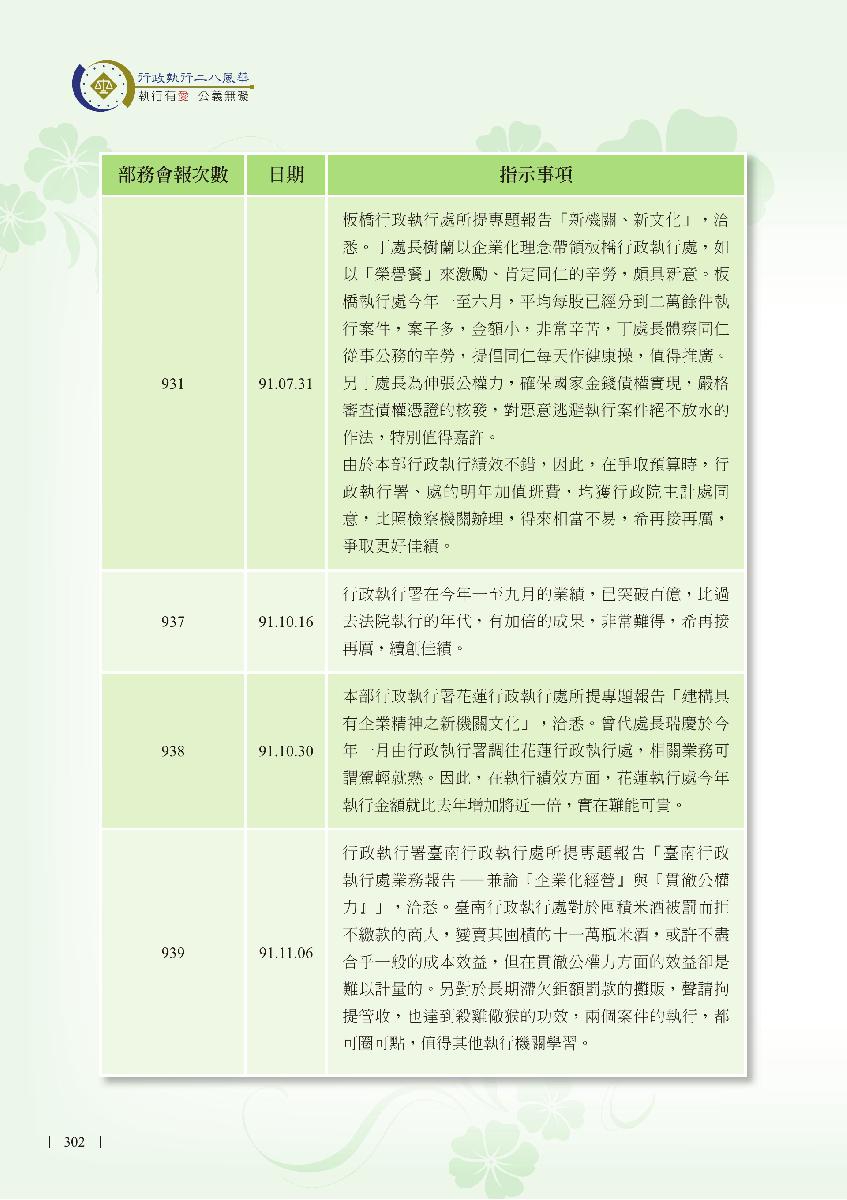 行政執行二八風華
執行有愛 公義無礙
部務會報次數 日期 指示事項
931 91.07.31
板橋行政執行處所提專題報告「新機關、新文化」，洽
悉。丁處長樹蘭以企業化理念帶領板橋行政執行處，如
以「榮譽餐」來激勵、肯定同仁的辛勞，頗具新意。板
橋執行處今年一至六月，平均每股已經分到二萬餘件執
行案件，案子多，金額小，非常辛苦，丁處長體察同仁
從事公務的辛勞，提倡同仁每天作健康操，值得推廣。
另丁處長為伸張公權力，確保國家金錢債權實現，嚴格
審查債權憑證的核發，對惡意逃避執行案件絕不放水的
作法，特別值得嘉許。
由於本部行政執行績效不錯，因此，在爭取預算時，行
政執行署、處的明年加值班費，均獲行政院主計處同
意，比照檢察機關辦理，得來相當不易，希再接再厲，
爭取更好佳績。
937 91.10.16
行政執行署在今年一至九月的業績，已突破百億，比過
去法院執行的年代，有加倍的成果，非常難得，希再接
再厲，續創佳績。
938 91.10.30
本部行政執行署花蓮行政執行處所提專題報告「建構具
有企業精神之新機關文化」，洽悉。曾代處長瑞慶於今
年一月由行政執行署調往花蓮行政執行處，相關業務可
謂駕輕就熟。因此，在執行績效方面，花蓮執行處今年
執行金額就比去年增加將近一倍，實在難能可貴。
939 91.11.06
行政執行署臺南行政執行處所提專題報告「臺南行政
執行處業務報告——兼論『企業化經營』與『貫徹公權
力』」，洽悉。臺南行政執行處對於囤積米酒被罰而拒
不繳款的商人，變賣其囤積的十一萬瓶米酒，或許不盡
合乎一般的成本效益，但在貫徹公權力方面的效益卻是
難以計量的。另對於長期滯欠鉅額罰款的攤販，聲請拘
提管收，也達到殺雞儆猴的功效，兩個案件的執行，都
可圈可點，值得其他執行機關學習。
302